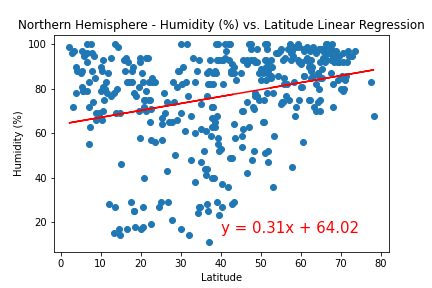 Northern Hemisphere - Humidity (%) vs. Latitude Linear Regression
100
80
60
40
20
Humidity (%)
y = 0.31x + 64.02
0 10 20 30 40 50 60 70 80
Latitude